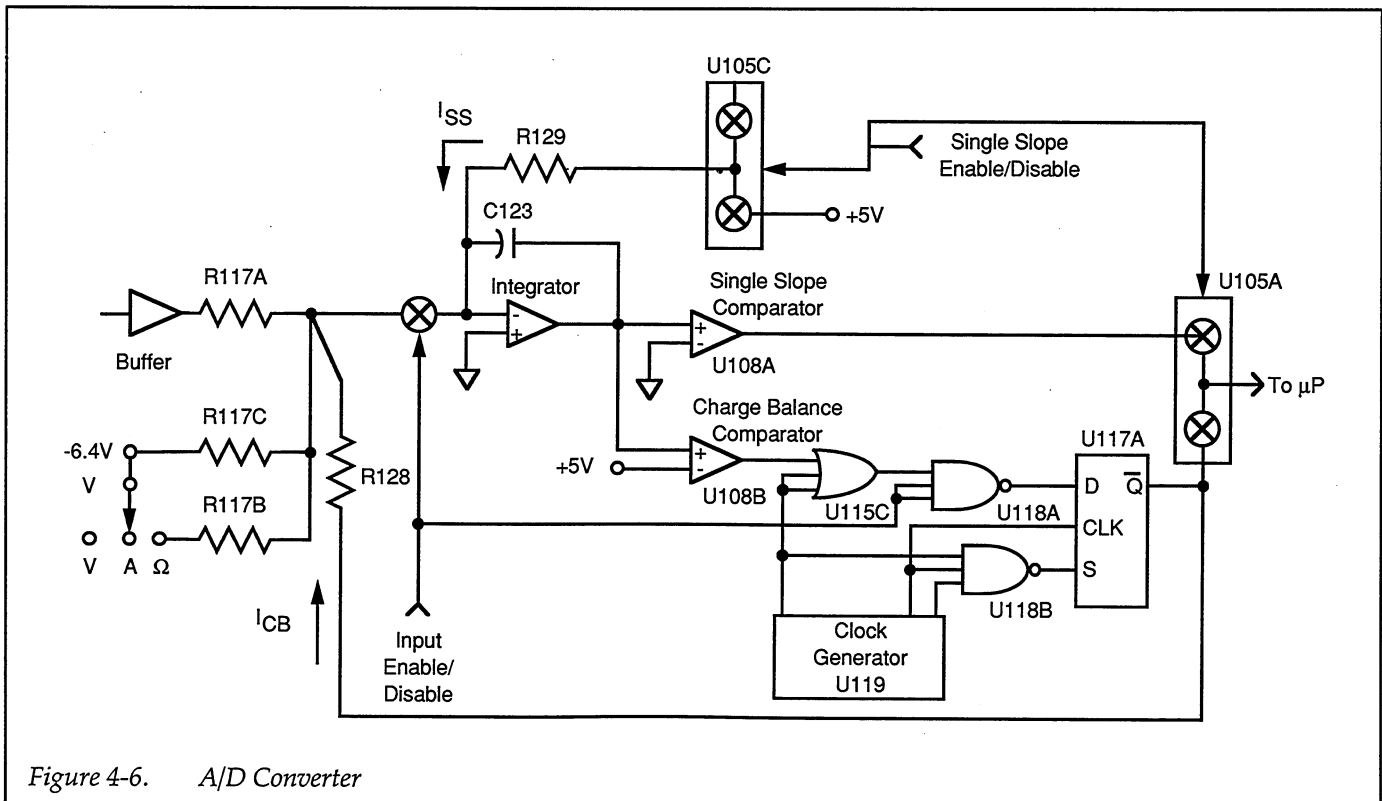 U105C
I_SS
R129
Single Slope
Enable/Disable
C123
+5V
R117A
Integrator
Single Slope
Comparator
U105A
Buffer
U108A
To µP
R117C
Charge Balance
Comparator
-6.4V
U117A
V
R128
+5V
D Q̅
R117B
U108B
U115C
U118A
CLK
V A Ω
S
U118B
I_CB
Input
Enable/
Disable
Clock
Generator
U119
- + + - + -
Figure 4-6. A/D Converter